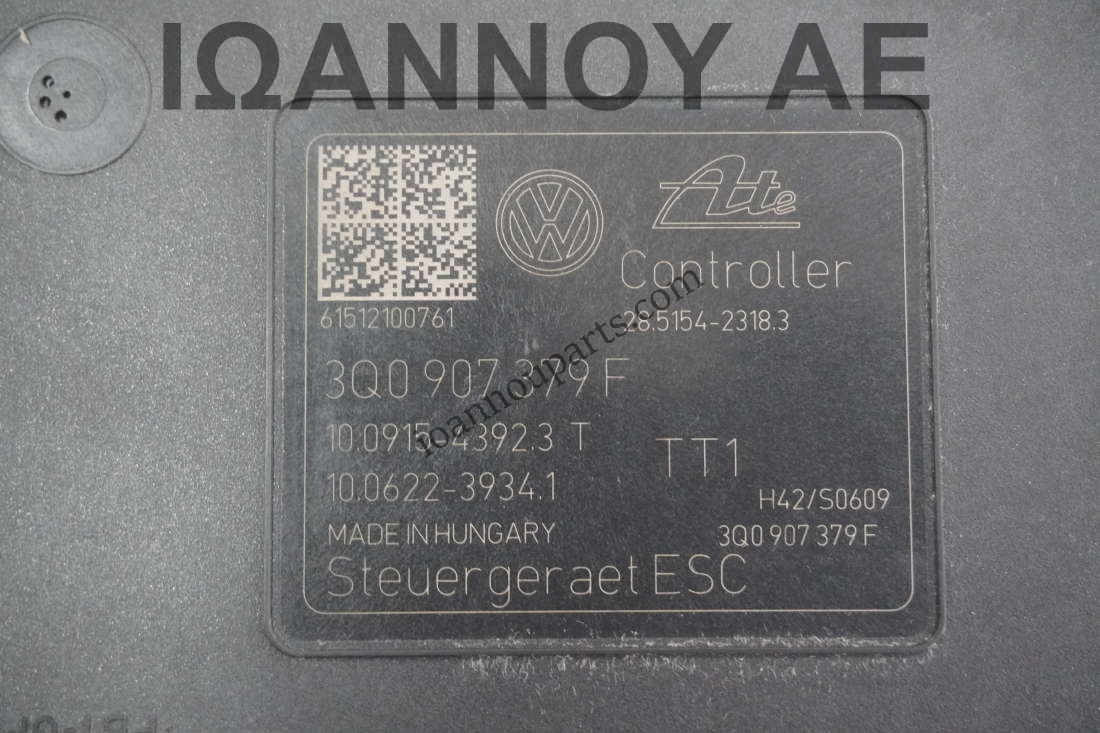 ΙΩΑΝΝΟΥ ΑΕ
Ate
Controller
61512100761
28.5154-2318.3
3Q0 907 379 F
ioannouparts.com
10.0915-4392.3 T
TT1
10.0622-3934.1
H42/S0609
MADE IN HUNGARY
3Q0 907 379 F
Steuergeraet ESC